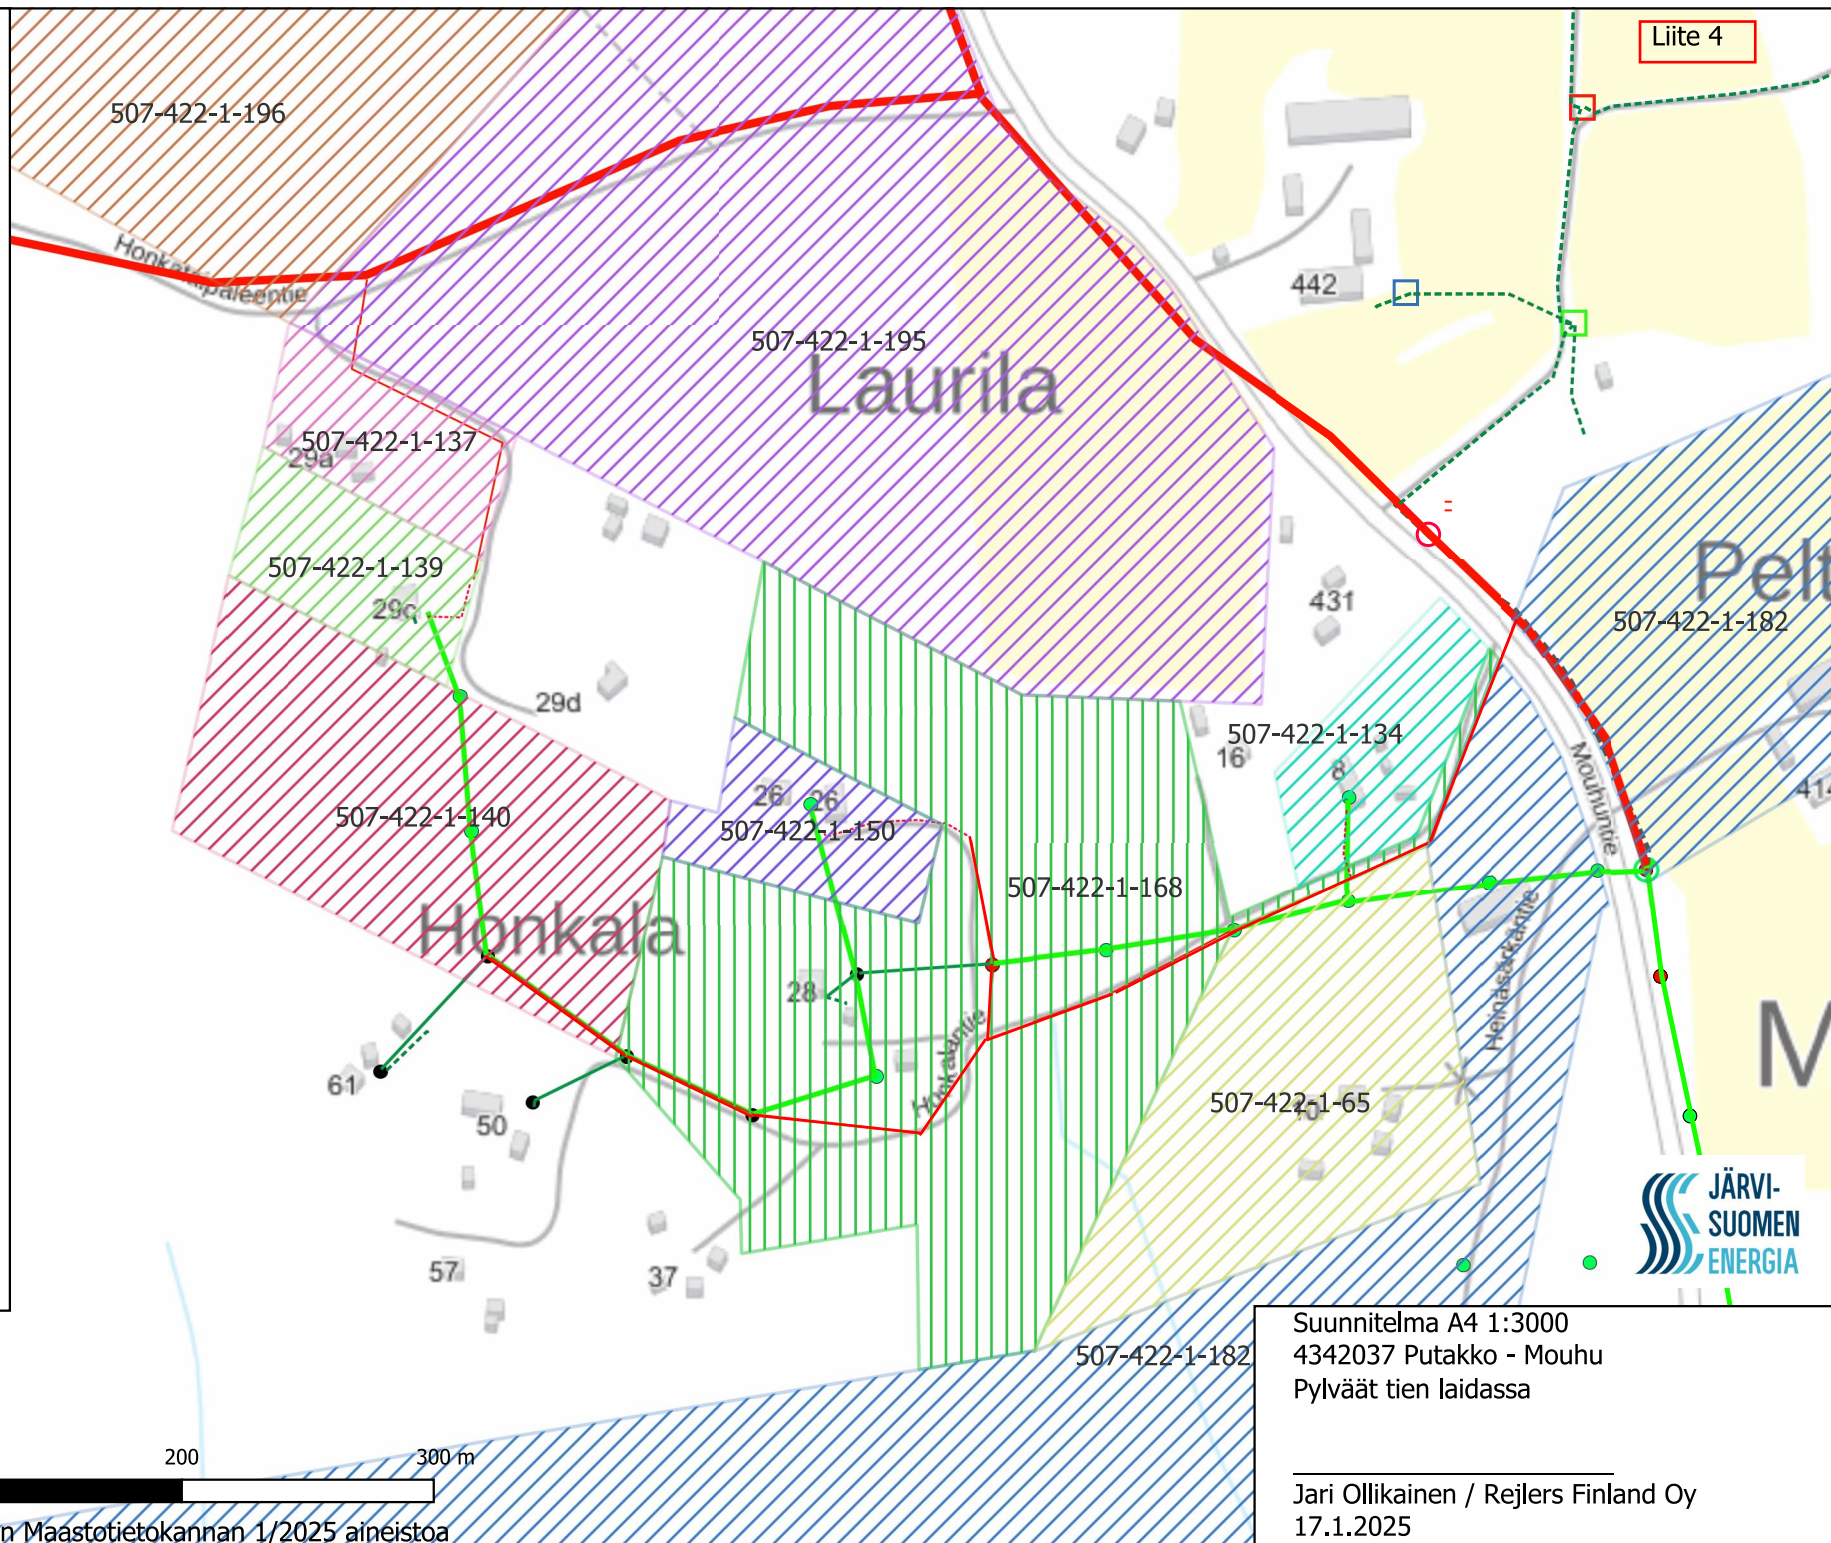 Liite 4
507-422-1-196
Honkataipaleentie
442
507-422-1-195
Laurila
507-422-1-137
29a
507-422-1-139
29c
431
Pelt
507-422-1-182
29d
507-422-1-134
16
8
Mouhuntie
414
26
26
507-422-1-140
507-422-1-150
507-422-1-168
Honkala
Heinäsärkäntie
28
Honkalantie
M
61
50
507-422-1-65
10
57
37
JÄRVI-
SUOMEN
ENERGIA
507-422-1-182
Suunnitelma A4 1:3000
4342037 Putakko - Mouhu
Pylväät tien laidassa
200
300 m
Jari Ollikainen / Rejlers Finland Oy
17.1.2025
n Maastotietokannan 1/2025 aineistoa